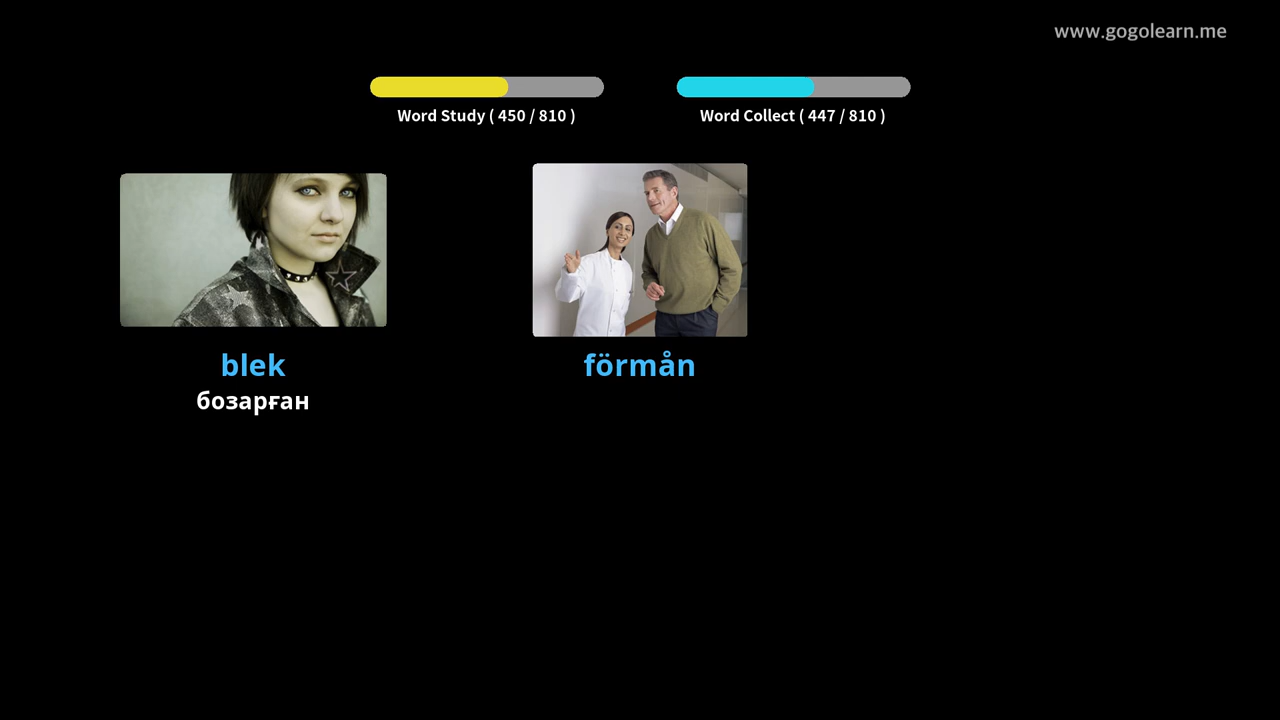 www.gogolearn.me
Word Study ( 450 / 810 )
Word Collect ( 447 / 810 )
blek
бозарған
förmån